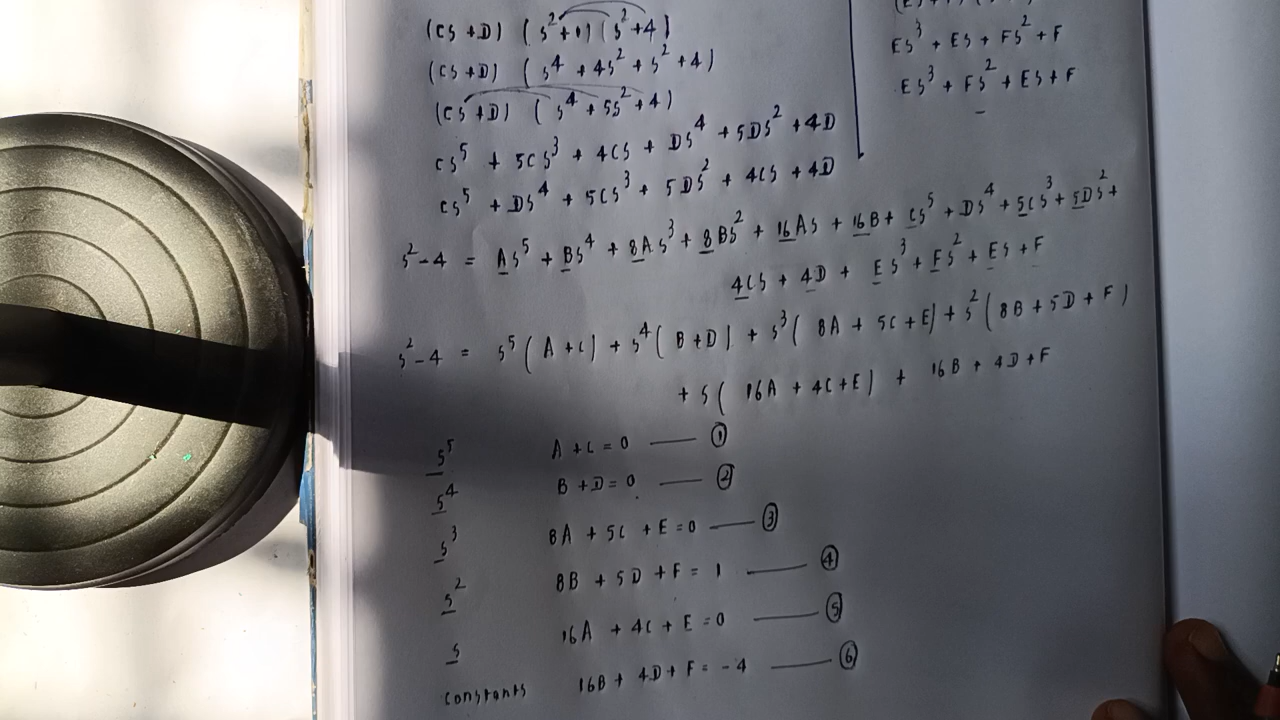 (Cs+D) (s²+1) (s²+4)
(Cs+D) (s⁴ + 4s² + s² + 4)
(Cs+D) (s⁴ + 5s² + 4)
Cs⁵ + 5Cs³ + 4Cs + Ds⁴ + 5Ds² + 4D
Cs⁵ + Ds⁴ + 5Cs³ + 5Ds² + 4Cs + 4D
Es³ + Es + Fs² + F
Es³ + Fs² + Es + F
s²-4 = As⁵ + Bs⁴ + 8As³ + 8Bs² + 16As + 16B + Cs⁵ + Ds⁴ + 5Cs³ + 5Ds² +
4Cs + 4D + Es³ + Fs² + Es + F
s²-4 = s⁵(A+C) + s⁴(B+D) + s³(8A + 5C + E) + s²(8B + 5D + F)
+ s(16A + 4C + E) + 16B + 4D + F
s⁵ A + C = 0 —— ①
s⁴ B + D = 0 —— ②
s³ 8A + 5C + E = 0 —— ③
s² 8B + 5D + F = 1 —— ④
s 16A + 4C + E = 0 —— ⑤
constants 16B + 4D + F = -4 —— ⑥